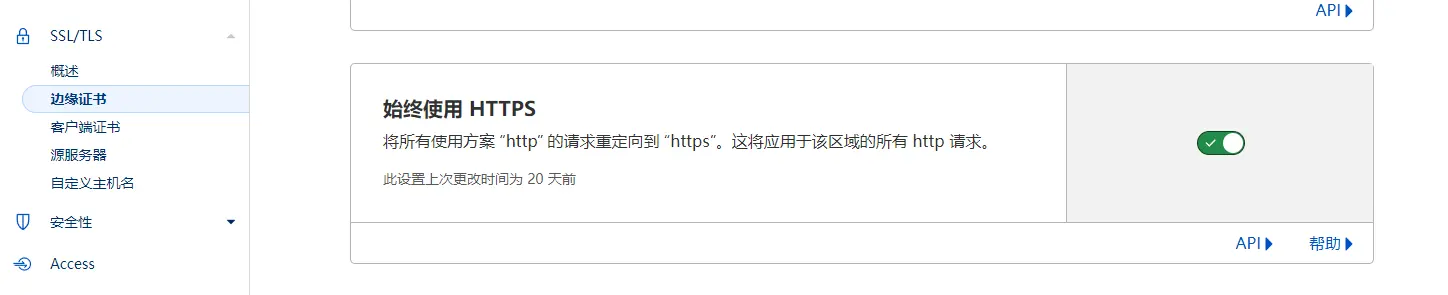 SSL/TLS
概述
边缘证书
客户端证书
源服务器
自定义主机名
安全性
Access
API
始终使用 HTTPS
将所有使用方案 “http” 的请求重定向到 “https”。这将应用于该区域的所有 http 请求。
此设置上次更改时间为 20 天前
API 帮助